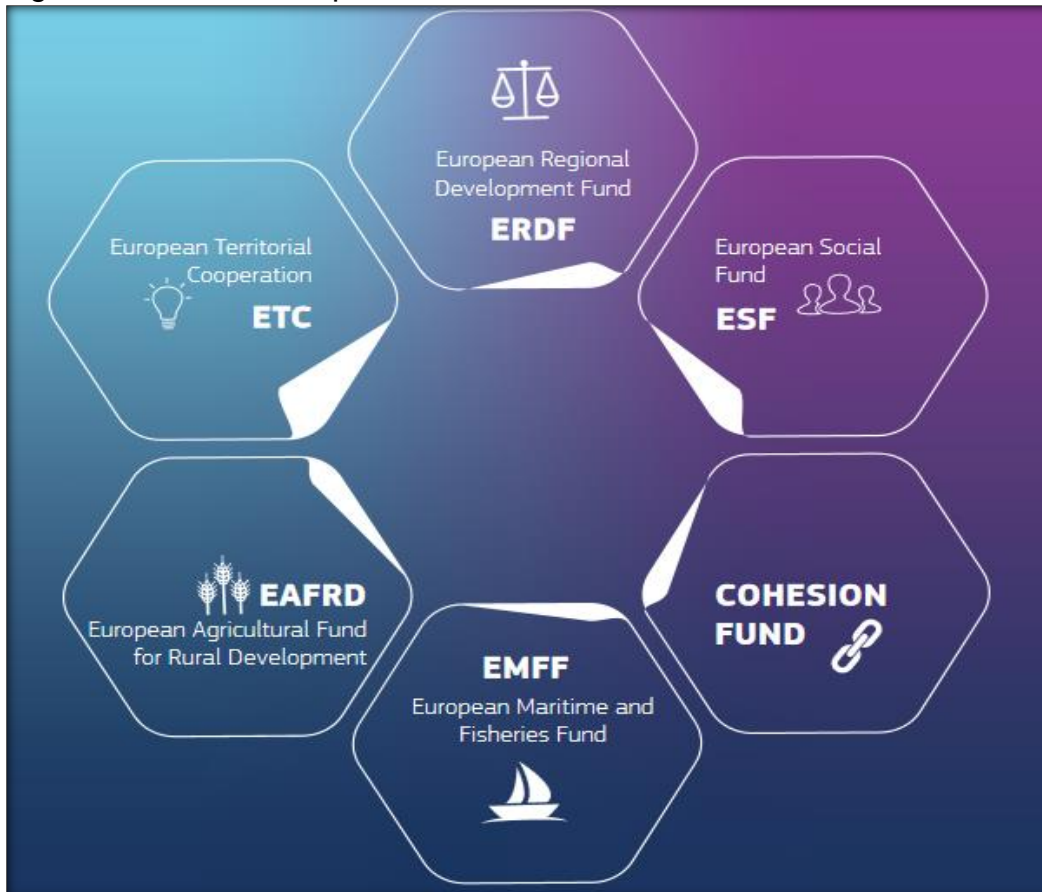 European Regional
Development Fund
ERDF
European Territorial
Cooperation
ETC
European Social
Fund
ESF
EAFRD
European Agricultural Fund
for Rural Development
COHESION
FUND
EMFF
European Maritime and
Fisheries Fund